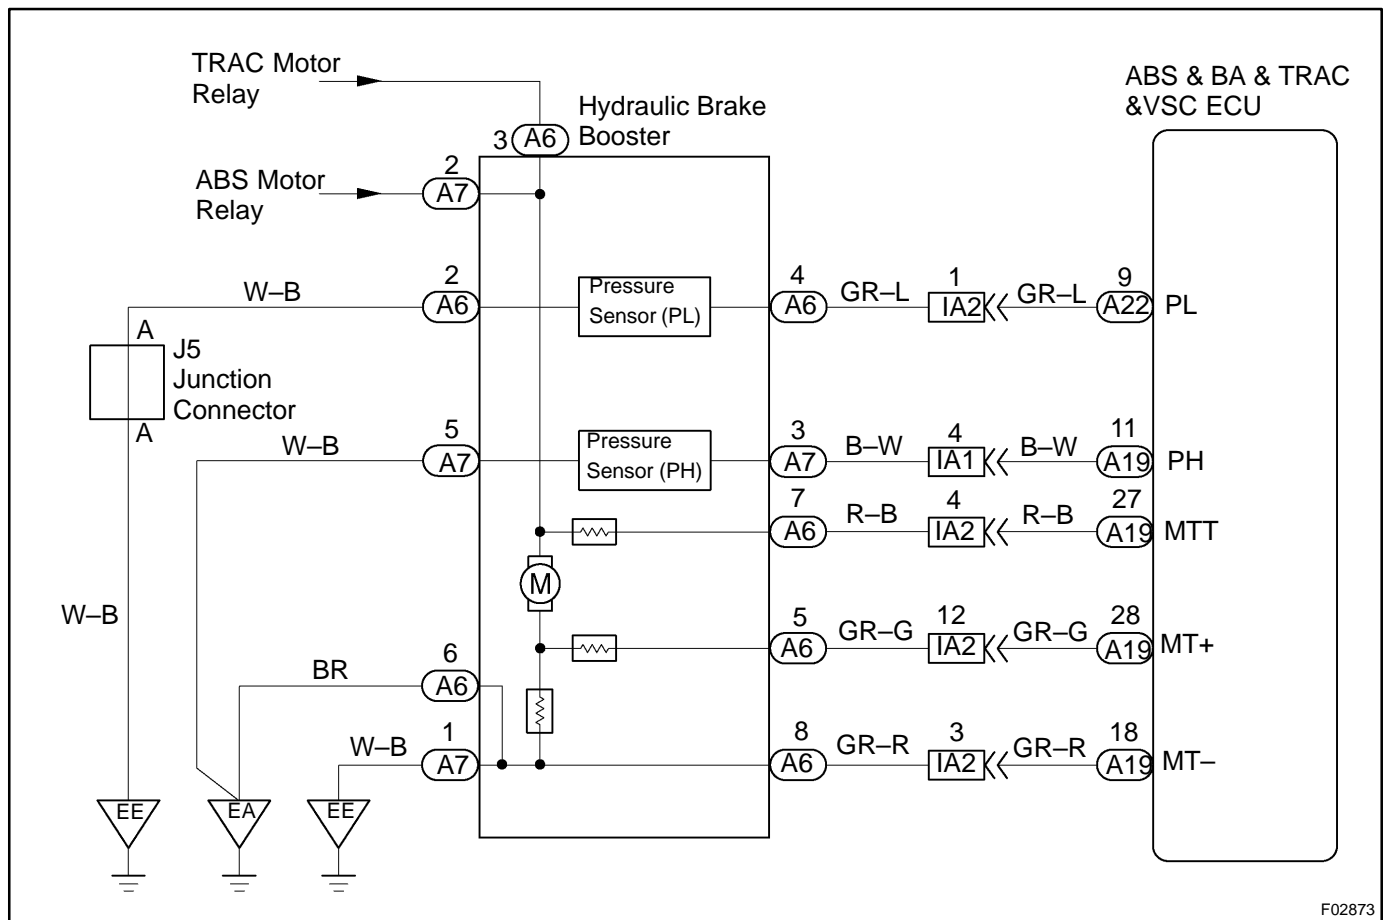 TRAC Motor
Relay
ABS & BA & TRAC
&VSC ECU
Hydraulic Brake
Booster
3 A6
2
A7
ABS Motor
Relay
W–B
2
A6
Pressure
Sensor (PL)
4
A6
GR–L
1
IA2
GR–L
9
A22
PL
A
J5
Junction
Connector
A
W–B
5
A7
Pressure
Sensor (PH)
3
A7
B–W
4
IA1
B–W
11
A19
PH
7
A6
R–B
4
IA2
R–B
27
A19
MTT
M
W–B
5
A6
GR–G
12
IA2
GR–G
28
A19
MT+
BR
6
A6
W–B
1
A7
8
A6
GR–R
3
IA2
GR–R
18
A19
MT–
EE
EA
EE
F02873